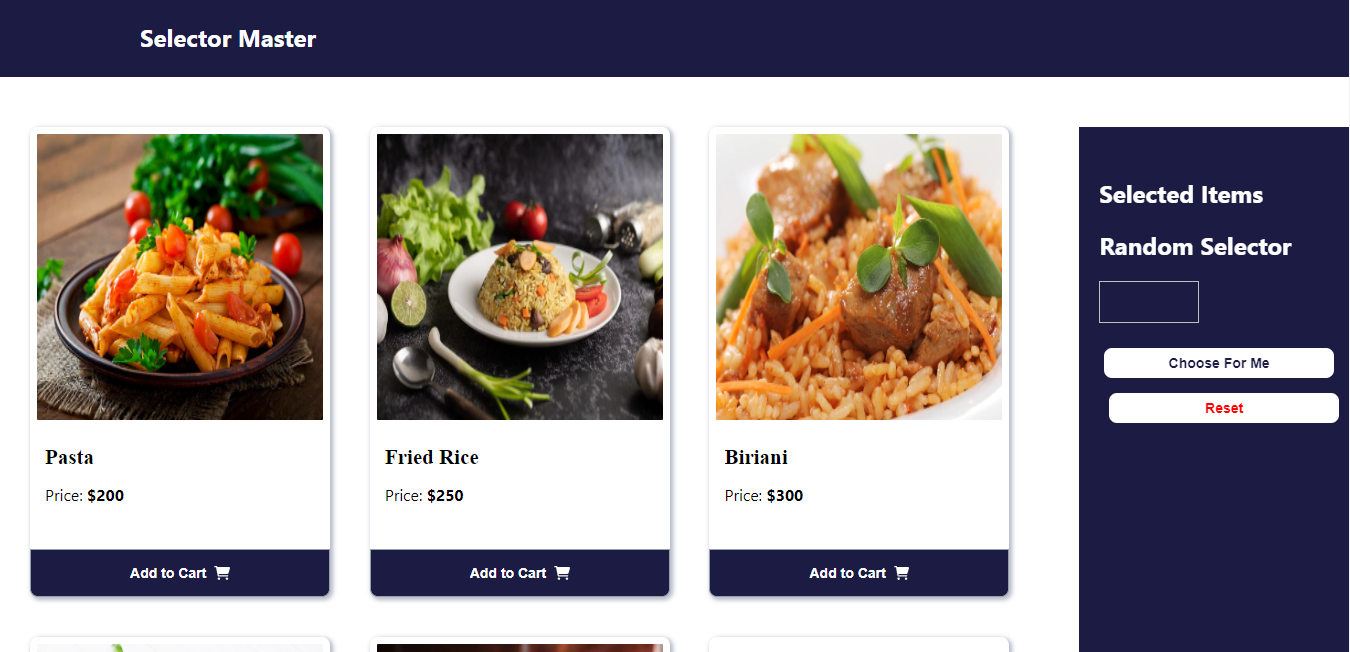 Selector Master
Pasta
Price: $200
Add to Cart
Fried Rice
Price: $250
Add to Cart
Biriani
Price: $300
Add to Cart
Selected Items
Random Selector
Choose For Me
Reset